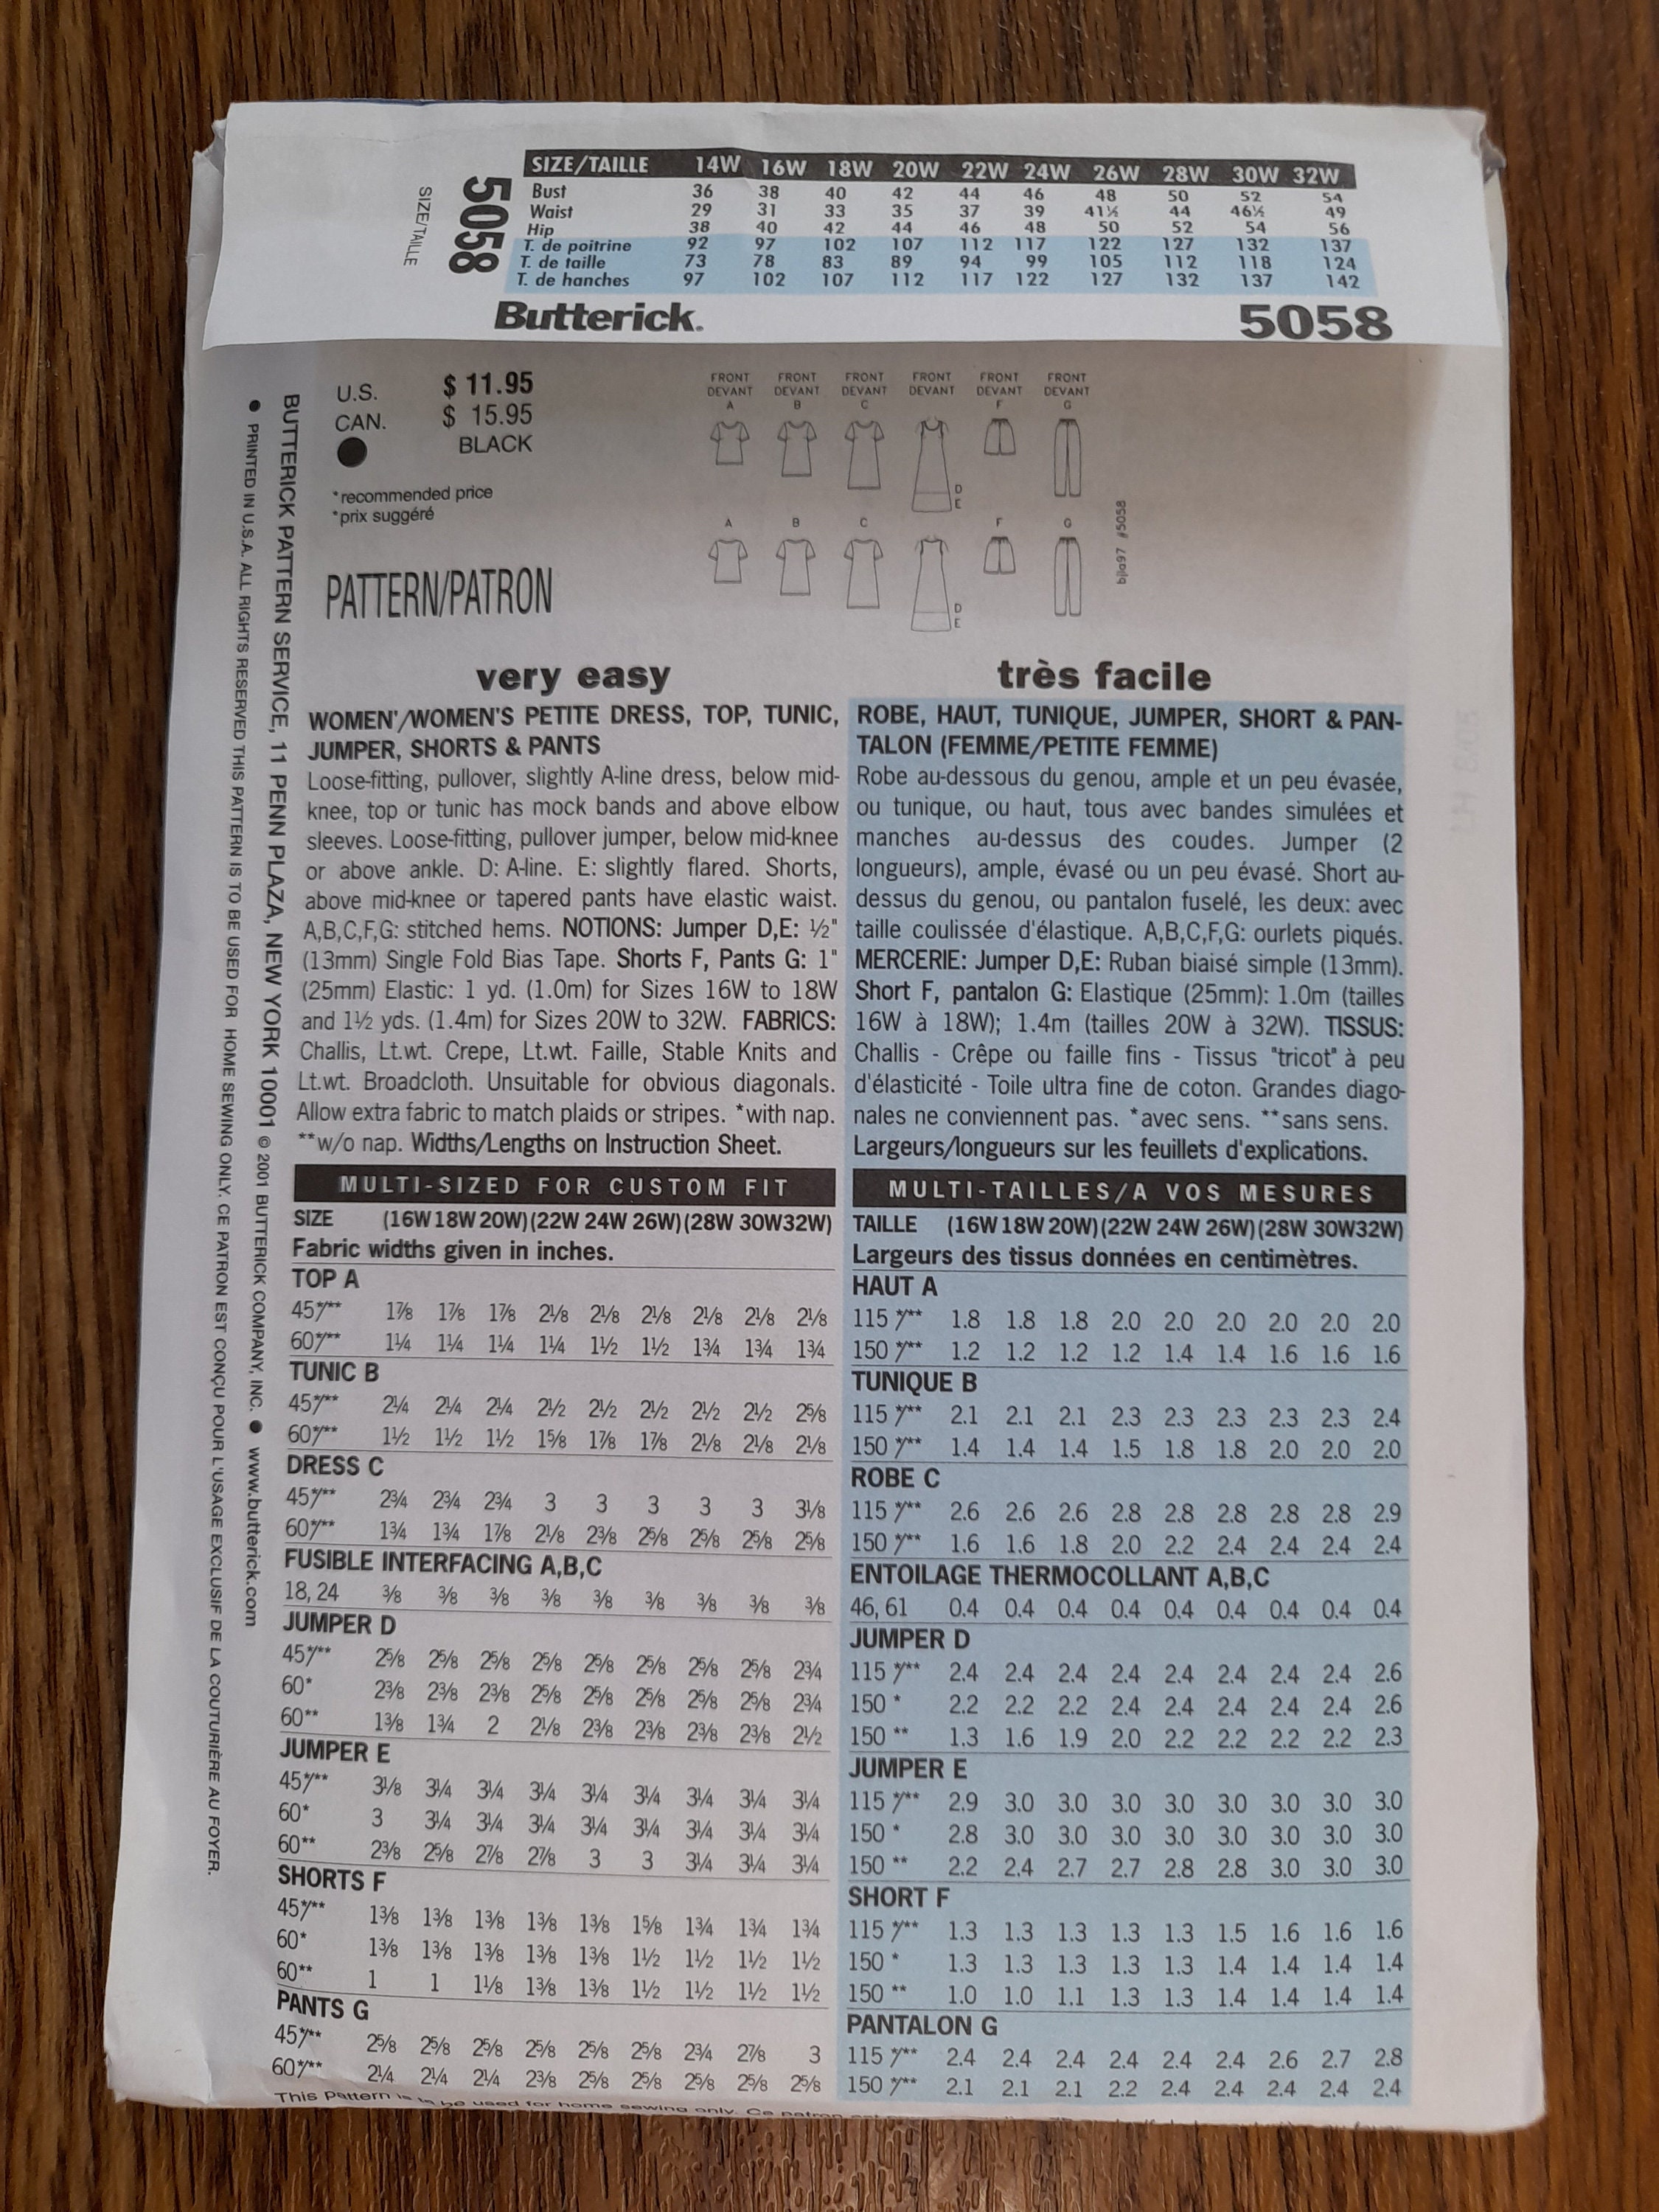 SIZE/TAILLE 14W 16W 18W 20W 22W 24W 26W 28W 30W 32W
Bust 36 38 40 42 44 46 48 50 52 54
Waist 29 31 33 35 37 39 41½ 44 46½ 49
Hip 38 40 42 44 46 48 50 52 54 56
T. de poitrine 92 97 102 107 112 117 122 127 132 137
T. de taille 73 78 83 89 94 99 105 112 118 124
T. de hanches 97 102 107 112 117 122 127 132 137 142
5058
SIZE/TAILLE
Butterick® 5058
U.S. $ 11.95
CAN. $ 15.95
BLACK
*recommended price
*prix suggéré
PATTERN/PATRON
FRONT FRONT FRONT FRONT FRONT FRONT
DEVANT DEVANT DEVANT DEVANT DEVANT DEVANT
A B C F G
D
E
A B C F G
D
E
bja97 #5058
BUTTERICK PATTERN SERVICE, 11 PENN PLAZA, NEW YORK 10001 © 2001 BUTTERICK COMPANY, INC. ● www.butterick.com
● PRINTED IN U.S.A. ALL RIGHTS RESERVED THIS PATTERN IS TO BE USED FOR HOME SEWING ONLY. CE PATRON EST CONÇU POUR L'USAGE EXCLUSIF DE LA COUTURIÈRE AU FOYER.
very easy
WOMEN'/WOMEN'S PETITE DRESS, TOP, TUNIC,
JUMPER, SHORTS & PANTS
Loose-fitting, pullover, slightly A-line dress, below mid-
knee, top or tunic has mock bands and above elbow
sleeves. Loose-fitting, pullover jumper, below mid-knee
or above ankle. D: A-line. E: slightly flared. Shorts,
above mid-knee or tapered pants have elastic waist.
A,B,C,F,G: stitched hems. NOTIONS: Jumper D,E: ½"
(13mm) Single Fold Bias Tape. Shorts F, Pants G: 1"
(25mm) Elastic: 1 yd. (1.0m) for Sizes 16W to 18W
and 1½ yds. (1.4m) for Sizes 20W to 32W. FABRICS:
Challis, Lt.wt. Crepe, Lt.wt. Faille, Stable Knits and
Lt.wt. Broadcloth. Unsuitable for obvious diagonals.
Allow extra fabric to match plaids or stripes. *with nap.
**w/o nap. Widths/Lengths on Instruction Sheet.
MULTI-SIZED FOR CUSTOM FIT
SIZE (16W 18W 20W) (22W 24W 26W) (28W 30W 32W)
Fabric widths given in inches.
TOP A
45*/** 1⅞ 1⅞ 1⅞ 2⅛ 2⅛ 2⅛ 2⅛ 2⅛ 2⅛
60*/** 1¼ 1¼ 1¼ 1¼ 1½ 1½ 1¾ 1¾ 1¾
TUNIC B
45*/** 2¼ 2¼ 2¼ 2½ 2½ 2½ 2½ 2½ 2⅝
60*/** 1½ 1½ 1½ 1⅝ 1⅞ 1⅞ 2⅛ 2⅛ 2⅛
DRESS C
45*/** 2¾ 2¾ 2¾ 3 3 3 3 3 3⅛
60*/** 1¾ 1¾ 1⅞ 2⅛ 2⅜ 2⅝ 2⅝ 2⅝ 2⅝
FUSIBLE INTERFACING A,B,C
18, 24 ⅜ ⅜ ⅜ ⅜ ⅜ ⅜ ⅜ ⅜ ⅜
JUMPER D
45*/** 2⅝ 2⅝ 2⅝ 2⅝ 2⅝ 2⅝ 2⅝ 2⅝ 2¾
60* 2⅜ 2⅜ 2⅜ 2⅝ 2⅝ 2⅝ 2⅝ 2⅝ 2¾
60** 1⅜ 1¾ 2 2⅛ 2⅜ 2⅜ 2⅜ 2⅜ 2½
JUMPER E
45*/** 3⅛ 3¼ 3¼ 3¼ 3¼ 3¼ 3¼ 3¼ 3¼
60* 3 3¼ 3¼ 3¼ 3¼ 3¼ 3¼ 3¼ 3¼
60** 2⅜ 2⅝ 2⅞ 2⅞ 3 3 3¼ 3¼ 3¼
SHORTS F
45*/** 1⅜ 1⅜ 1⅜ 1⅜ 1⅜ 1⅝ 1¾ 1¾ 1¾
60* 1⅜ 1⅜ 1⅜ 1⅜ 1⅜ 1½ 1½ 1½ 1½
60** 1 1 1⅛ 1⅜ 1⅜ 1½ 1½ 1½ 1½
PANTS G
45*/** 2⅝ 2⅝ 2⅝ 2⅝ 2⅝ 2⅝ 2¾ 2⅞ 3
60*/** 2¼ 2¼ 2¼ 2⅜ 2⅝ 2⅝ 2⅝ 2⅝ 2⅝
très facile
ROBE, HAUT, TUNIQUE, JUMPER, SHORT & PAN-
TALON (FEMME/PETITE FEMME)
Robe au-dessous du genou, ample et un peu évasée,
ou tunique, ou haut, tous avec bandes simulées et
manches au-dessus des coudes. Jumper (2
longueurs), ample, évasé ou un peu évasé. Short au-
dessus du genou, ou pantalon fuselé, les deux: avec
taille coulissée d'élastique. A,B,C,F,G: ourlets piqués.
MERCERIE: Jumper D,E: Ruban biaisé simple (13mm).
Short F, pantalon G: Elastique (25mm): 1.0m (tailles
16W à 18W); 1.4m (tailles 20W à 32W). TISSUS:
Challis - Crêpe ou faille fins - Tissus "tricot" à peu
d'élasticité - Toile ultra fine de coton. Grandes diago-
nales ne conviennent pas. *avec sens. **sans sens.
Largeurs/longueurs sur les feuillets d'explications.
MULTI-TAILLES/A VOS MESURES
TAILLE (16W 18W 20W) (22W 24W 26W) (28W 30W 32W)
Largeurs des tissus données en centimètres.
HAUT A
115 */** 1.8 1.8 1.8 2.0 2.0 2.0 2.0 2.0 2.0
150 */** 1.2 1.2 1.2 1.2 1.4 1.4 1.6 1.6 1.6
TUNIQUE B
115 */** 2.1 2.1 2.1 2.3 2.3 2.3 2.3 2.3 2.4
150 */** 1.4 1.4 1.4 1.5 1.8 1.8 2.0 2.0 2.0
ROBE C
115 */** 2.6 2.6 2.6 2.8 2.8 2.8 2.8 2.8 2.9
150 */** 1.6 1.6 1.8 2.0 2.2 2.4 2.4 2.4 2.4
ENTOILAGE THERMOCOLLANT A,B,C
46, 61 0.4 0.4 0.4 0.4 0.4 0.4 0.4 0.4 0.4
JUMPER D
115 */** 2.4 2.4 2.4 2.4 2.4 2.4 2.4 2.4 2.6
150 * 2.2 2.2 2.2 2.4 2.4 2.4 2.4 2.4 2.6
150 ** 1.3 1.6 1.9 2.0 2.2 2.2 2.2 2.2 2.3
JUMPER E
115 */** 2.9 3.0 3.0 3.0 3.0 3.0 3.0 3.0 3.0
150 * 2.8 3.0 3.0 3.0 3.0 3.0 3.0 3.0 3.0
150 ** 2.2 2.4 2.7 2.7 2.8 2.8 3.0 3.0 3.0
SHORT F
115 */** 1.3 1.3 1.3 1.3 1.3 1.5 1.6 1.6 1.6
150 * 1.3 1.3 1.3 1.3 1.3 1.4 1.4 1.4 1.4
150 ** 1.0 1.0 1.1 1.3 1.3 1.4 1.4 1.4 1.4
PANTALON G
115 */** 2.4 2.4 2.4 2.4 2.4 2.4 2.6 2.7 2.8
150 */** 2.1 2.1 2.1 2.2 2.4 2.4 2.4 2.4 2.4
This Pattern is to be used for home sewing only. Ce patron est